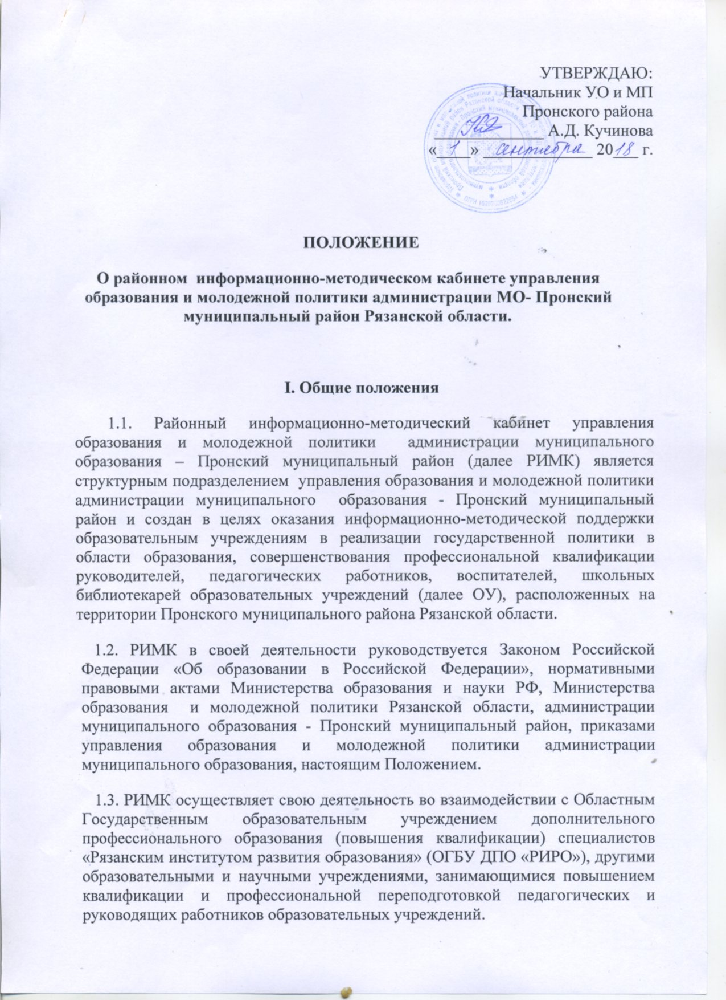 УТВЕРЖДАЮ:
Начальник УО и МП
Пронского района
______________ А.Д. Кучинова
«1» сентября 2018 г.
ПОЛОЖЕНИЕ
О районном информационно-методическом кабинете управления
образования и молодежной политики администрации МО- Пронский
муниципальный район Рязанской области.
I. Общие положения
1.1. Районный информационно-методический кабинет управления
образования и молодежной политики администрации муниципального
образования – Пронский муниципальный район (далее РИМК) является
структурным подразделением управления образования и молодежной политики
администрации муниципального образования - Пронский муниципальный
район и создан в целях оказания информационно-методической поддержки
образовательным учреждениям в реализации государственной политики в
области образования, совершенствования профессиональной квалификации
руководителей, педагогических работников, воспитателей, школьных
библиотекарей образовательных учреждений (далее ОУ), расположенных на
территории Пронского муниципального района Рязанской области.
1.2. РИМК в своей деятельности руководствуется Законом Российской
Федерации «Об образовании в Российской Федерации», нормативными
правовыми актами Министерства образования и науки РФ, Министерства
образования и молодежной политики Рязанской области, администрации
муниципального образования - Пронский муниципальный район, приказами
управления образования и молодежной политики администрации
муниципального образования, настоящим Положением.
1.3. РИМК осуществляет свою деятельность во взаимодействии с Областным
Государственным образовательным учреждением дополнительного
профессионального образования (повышения квалификации) специалистов
«Рязанским институтом развития образования» (ОГБУ ДПО «РИРО»), другими
образовательными и научными учреждениями, занимающимися повышением
квалификации и профессиональной переподготовкой педагогических и
руководящих работников образовательных учреждений.